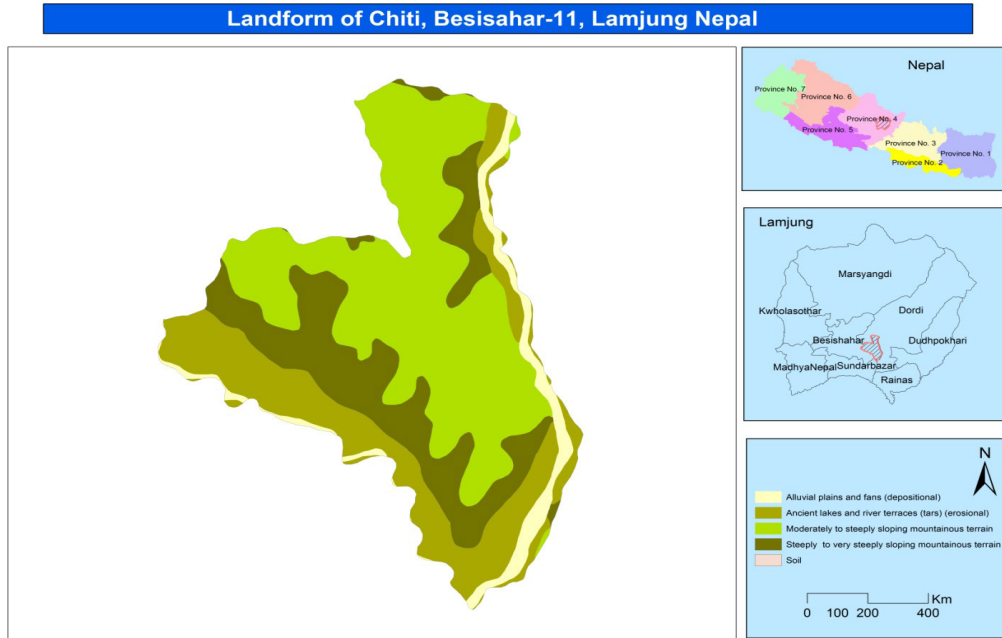 Landform of Chiti, Besisahar-11, Lamjung Nepal
Nepal
Province No. 7
Province No. 6
Province No. 4
Province No. 5
Province No. 3
Province No. 1
Province No. 2
Lamjung
Marsyangdi
Kwholasothar
Dordi
Besishahar
Dudhpokhari
MadhyaNepal
Sundarbazar
Rainas
N
Alluvial plains and fans (depositional)
Ancient lakes and river terraces (tars) (erosional)
Moderately to steeply sloping mountainous terrain
Steeply to very steeply sloping mountainous terrain
Soil
Km
0 100 200 400